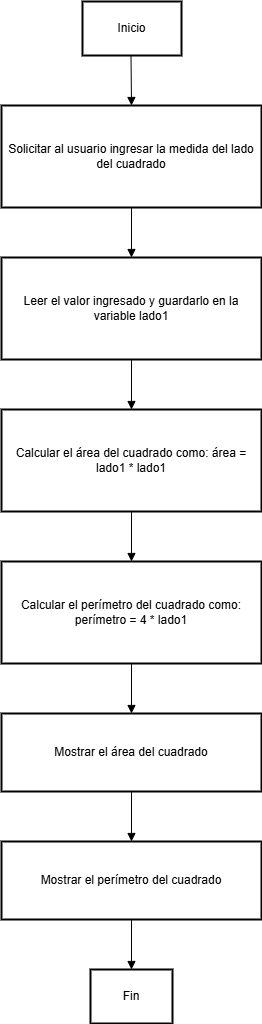 Inicio
Solicitar al usuario ingresar la medida del lado
del cuadrado
Leer el valor ingresado y guardarlo en la
variable lado1
Calcular el área del cuadrado como: área =
lado1 * lado1
Calcular el perímetro del cuadrado como:
perímetro = 4 * lado1
Mostrar el área del cuadrado
Mostrar el perímetro del cuadrado
Fin